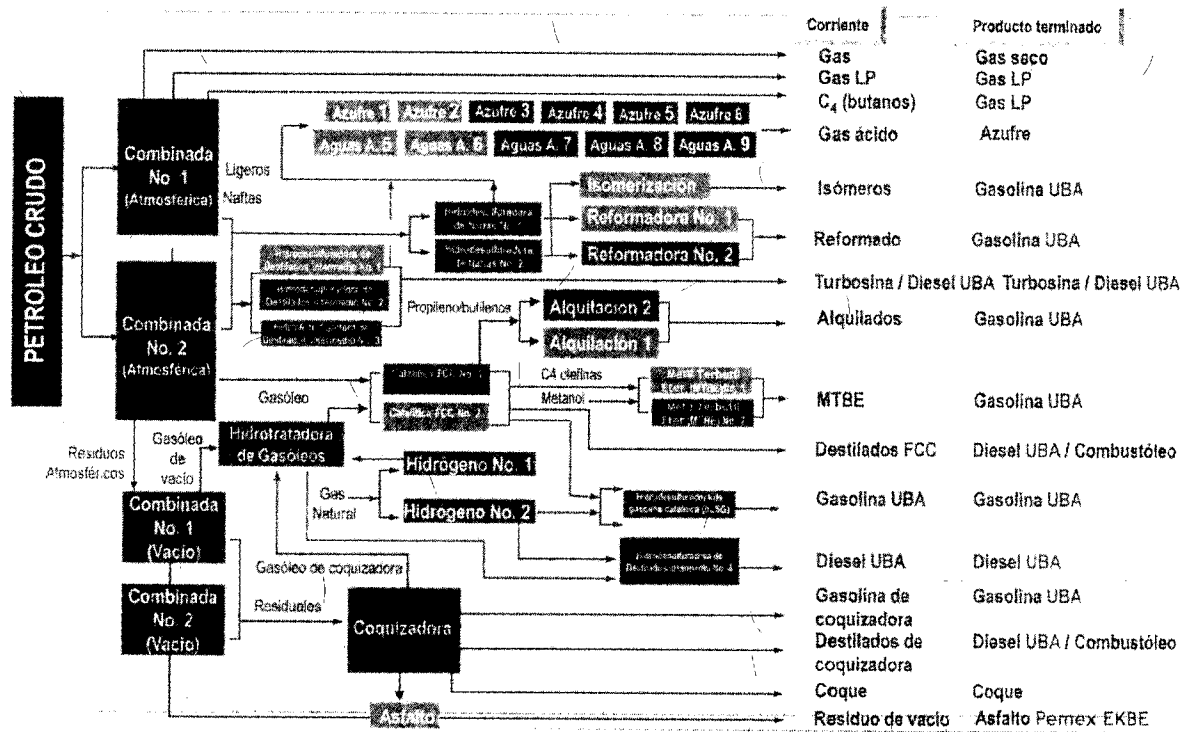 Corriente Producto terminado
Gas Gas seco
Gas LP Gas LP
C₄ (butanos) Gas LP
Gas ácido Azufre
Isómeros Gasolina UBA
Reformado Gasolina UBA
Turbosina / Diesel UBA Turbosina / Diesel UBA
Alquilados Gasolina UBA
MTBE Gasolina UBA
Destilados FCC Diesel UBA / Combustóleo
Gasolina UBA Gasolina UBA
Diesel UBA Diesel UBA
Gasolina de
coquizadora
Gasolina UBA
Destilados de
coquizadora
Diesel UBA / Combustóleo
Coque Coque
Residuo de vacío Asfalto Pemex EKBE
PETROLEO CRUDO
Combinada
No. 1
(Atmosférica)
Combinada
No. 2
(Atmosférica)
Ligeros
Naftas
Azufre 1 Azufre 2 Azufre 3 Azufre 4 Azufre 5 Azufre 6
Aguas A. 5 Aguas A. 6 Aguas A. 7 Aguas A. 8 Aguas A. 9
Isomerización
Reformadora No. 1
Reformadora No. 2
Propileno/butilenos
Alquilación 2
Alquilación 1
Gasóleo
C4 olefinas
Metanol
Residuos
Atmosféricos
Gasóleo
de
vacío
Hidrotratadora
de Gasóleos
Gas
Natural
Hidrógeno No. 1
Hidrogeno No. 2
Combinada
No. 1
(Vacío)
Combinada
No. 2
(Vacío)
Gasóleo de coquizadora
Residuales
Coquizadora
Asfalto